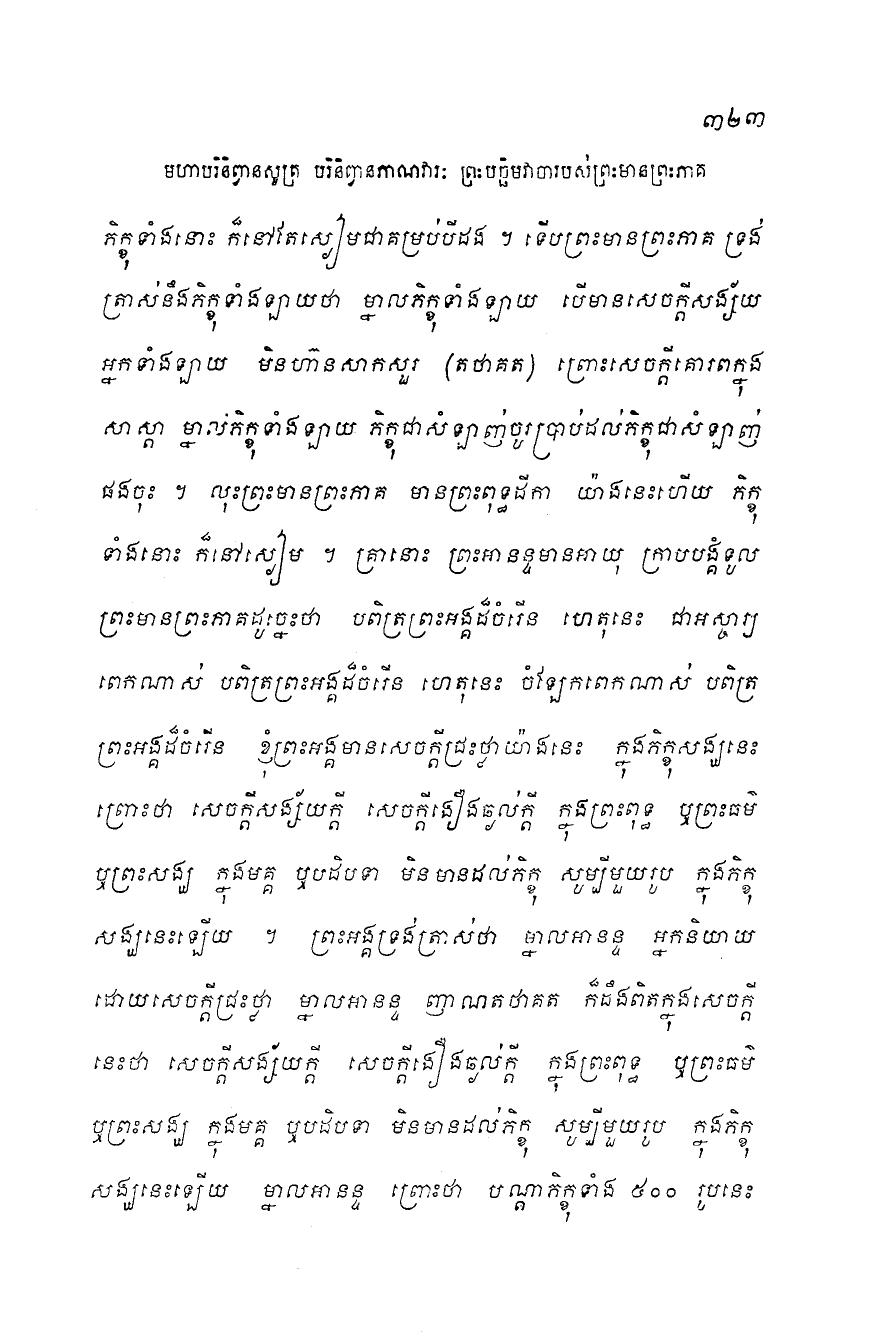 ៣២៣
មហាបរិនិព្វានសូត្រ បរិនិព្វានភាណវារៈ ព្រះបច្ឆិមវាចារបស់ព្រះមានព្រះភាគ
ភិក្ខុទាំងនោះ ក៏នៅតែស្ងៀមជាគម្រប់បីដង ។ ទើបព្រះមានព្រះភាគ ទ្រង់
ត្រាស់នឹងភិក្ខុទាំងឡាយថា ម្នាលភិក្ខុទាំងឡាយ បើមានសេចក្តីសង្ស័យ
អ្នកទាំងឡាយ មិនហ៊ានសាកសួរ (តថាគត) ព្រោះសេចក្តីគោរពក្នុង
សាស្តា ម្នាល់ភិក្ខុទាំងឡាយ ភិក្ខុជាសំឡាញ់ចូរប្រាប់ដល់ភិក្ខុជាសំឡាញ់
ផងចុះ ។ លុះព្រះមានព្រះភាគ មានព្រះពុទ្ធដីកា យ៉ាងនេះហើយ ភិក្ខុ
ទាំងនោះ ក៏នៅស្ងៀម ។ គ្រានោះ ព្រះអានន្ទមានអាយុ ក្រាបបង្គំទូល
ព្រះមានព្រះភាគដូច្នេះថា បពិត្រព្រះអង្គដ៏ចំរើន ហេតុនេះ ជាអស្ចារ្យ
ពេកណាស់ បពិត្រព្រះអង្គដ៏ចំរើន ហេតុនេះ ចំឡែកពេកណាស់ បពិត្រ
ព្រះអង្គដ៏ចំរើន ខ្ញុំព្រះអង្គមានសេចក្តីជ្រះថ្លាយ៉ាងនេះ ក្នុងភិក្ខុសង្ឃនេះ
ព្រោះថា សេចក្តីសង្ស័យក្តី សេចក្តីងឿងឆ្ងល់ក្តី ក្នុងព្រះពុទ្ធ ឬព្រះធម៌
ឬព្រះសង្ឃ ក្នុងមគ្គ ឬបដិបទា មិនមានដល់ភិក្ខុ សូម្បីមួយរូប ក្នុងភិក្ខុ
សង្ឃនេះឡើយ ។ ព្រះអង្គទ្រង់ត្រាស់ថា ម្នាលអានន្ទ អ្នកនិយាយ
ដោយសេចក្តីជ្រះថ្លា ម្នាលអានន្ទ ញាណតថាគត ក៏ដឹងពិតក្នុងសេចក្តី
នេះថា សេចក្តីសង្ស័យក្តី សេចក្តីងឿងឆ្ងល់ក្តី ក្នុងព្រះពុទ្ធ ឬព្រះធម៌
ឬព្រះសង្ឃ ក្នុងមគ្គ ឬបដិបទា មិនមានដល់ភិក្ខុ សូម្បីមួយរូប ក្នុងភិក្ខុ
សង្ឃនេះឡើយ ម្នាលអានន្ទ ព្រោះថា បណ្តាភិក្ខុទាំង ៥០០ រូបនេះ